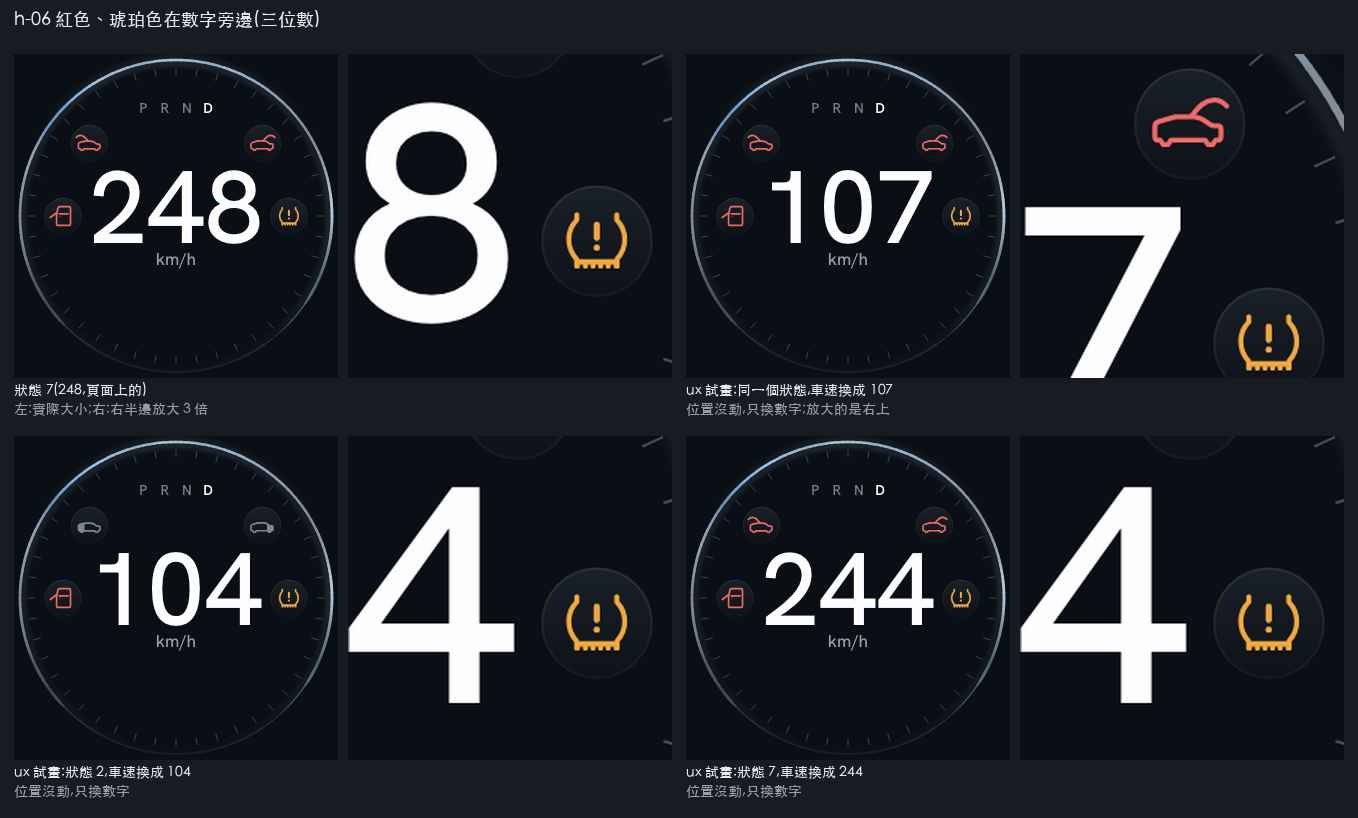 h-06 紅色、琥珀色在數字旁邊(三位數)
P R N D
248
km/h
8
P R N D
107
km/h
7
狀態 7(248,頁面上的)
左:實際大小;右:右半邊放大 3 倍
ux 試畫:同一個狀態,車速換成 107
位置沒動,只換數字;放大的是右上
P R N D
104
km/h
4
P R N D
244
km/h
4
ux 試畫:狀態 2,車速換成 104
位置沒動,只換數字
ux 試畫:狀態 7,車速換成 244
位置沒動,只換數字